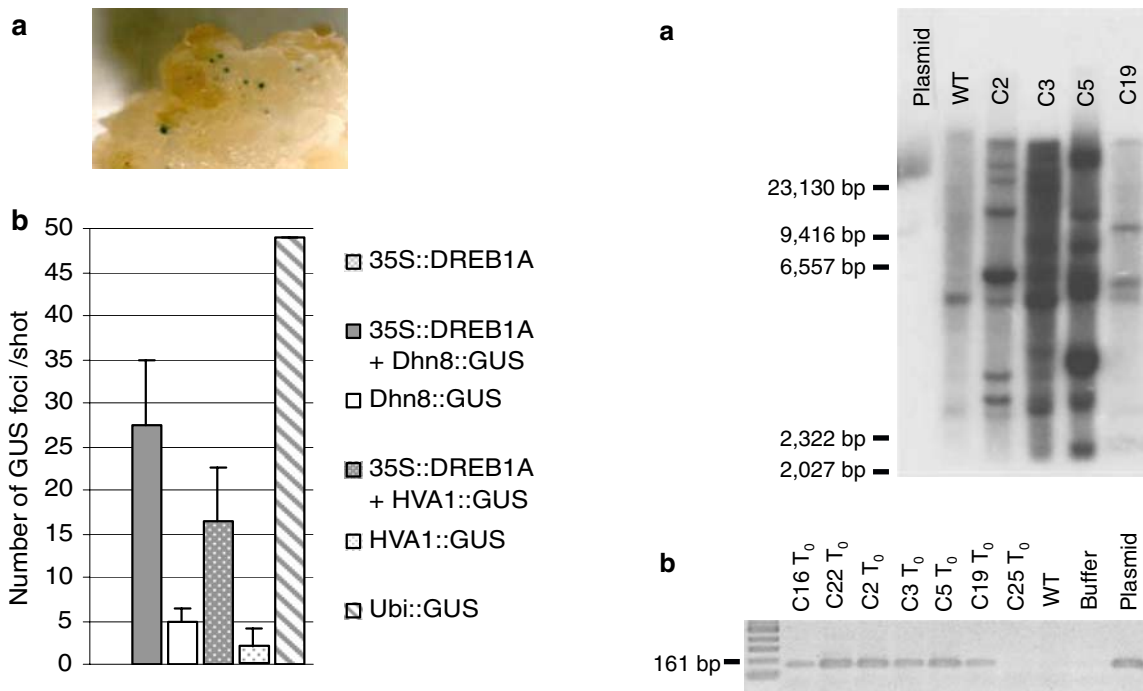 a
b
Number of GUS foci /shot
50
45
40
35
30
25
20
15
10
5
0
35S::DREB1A
35S::DREB1A
+ Dhn8::GUS
Dhn8::GUS
35S::DREB1A
+ HVA1::GUS
HVA1::GUS
Ubi::GUS
a
Plasmid
WT
C2
C3
C5
C19
23,130 bp
9,416 bp
6,557 bp
2,322 bp
2,027 bp
b
C16 T0
C22 T0
C2 T0
C3 T0
C5 T0
C19 T0
C25 T0
WT
Buffer
Plasmid
161 bp